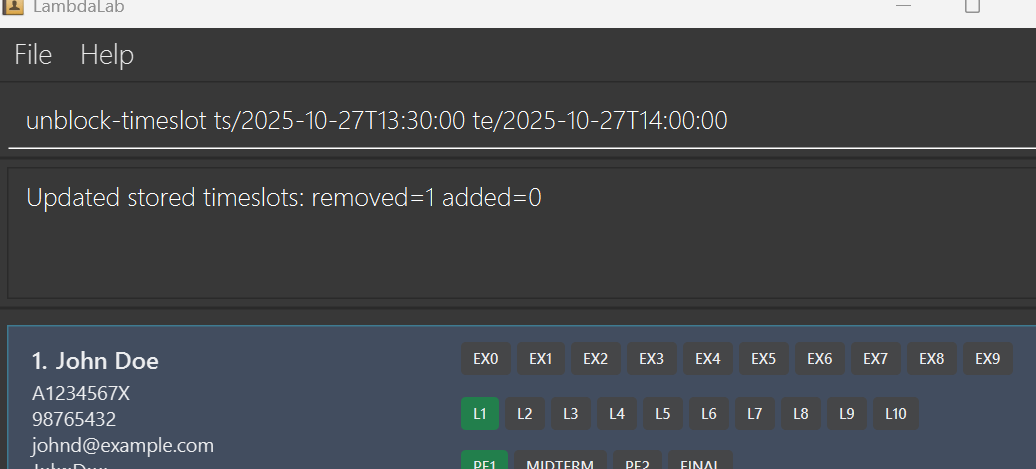 LambdaLab
File Help
unblock-timeslot ts/2025-10-27T13:30:00 te/2025-10-27T14:00:00
Updated stored timeslots: removed=1 added=0
1. John Doe
A1234567X
98765432
johnd@example.com
EX0 EX1 EX2 EX3 EX4 EX5 EX6 EX7 EX8 EX9
L1 L2 L3 L4 L5 L6 L7 L8 L9 L10
PE1 MIDTERM PE2 FINAL